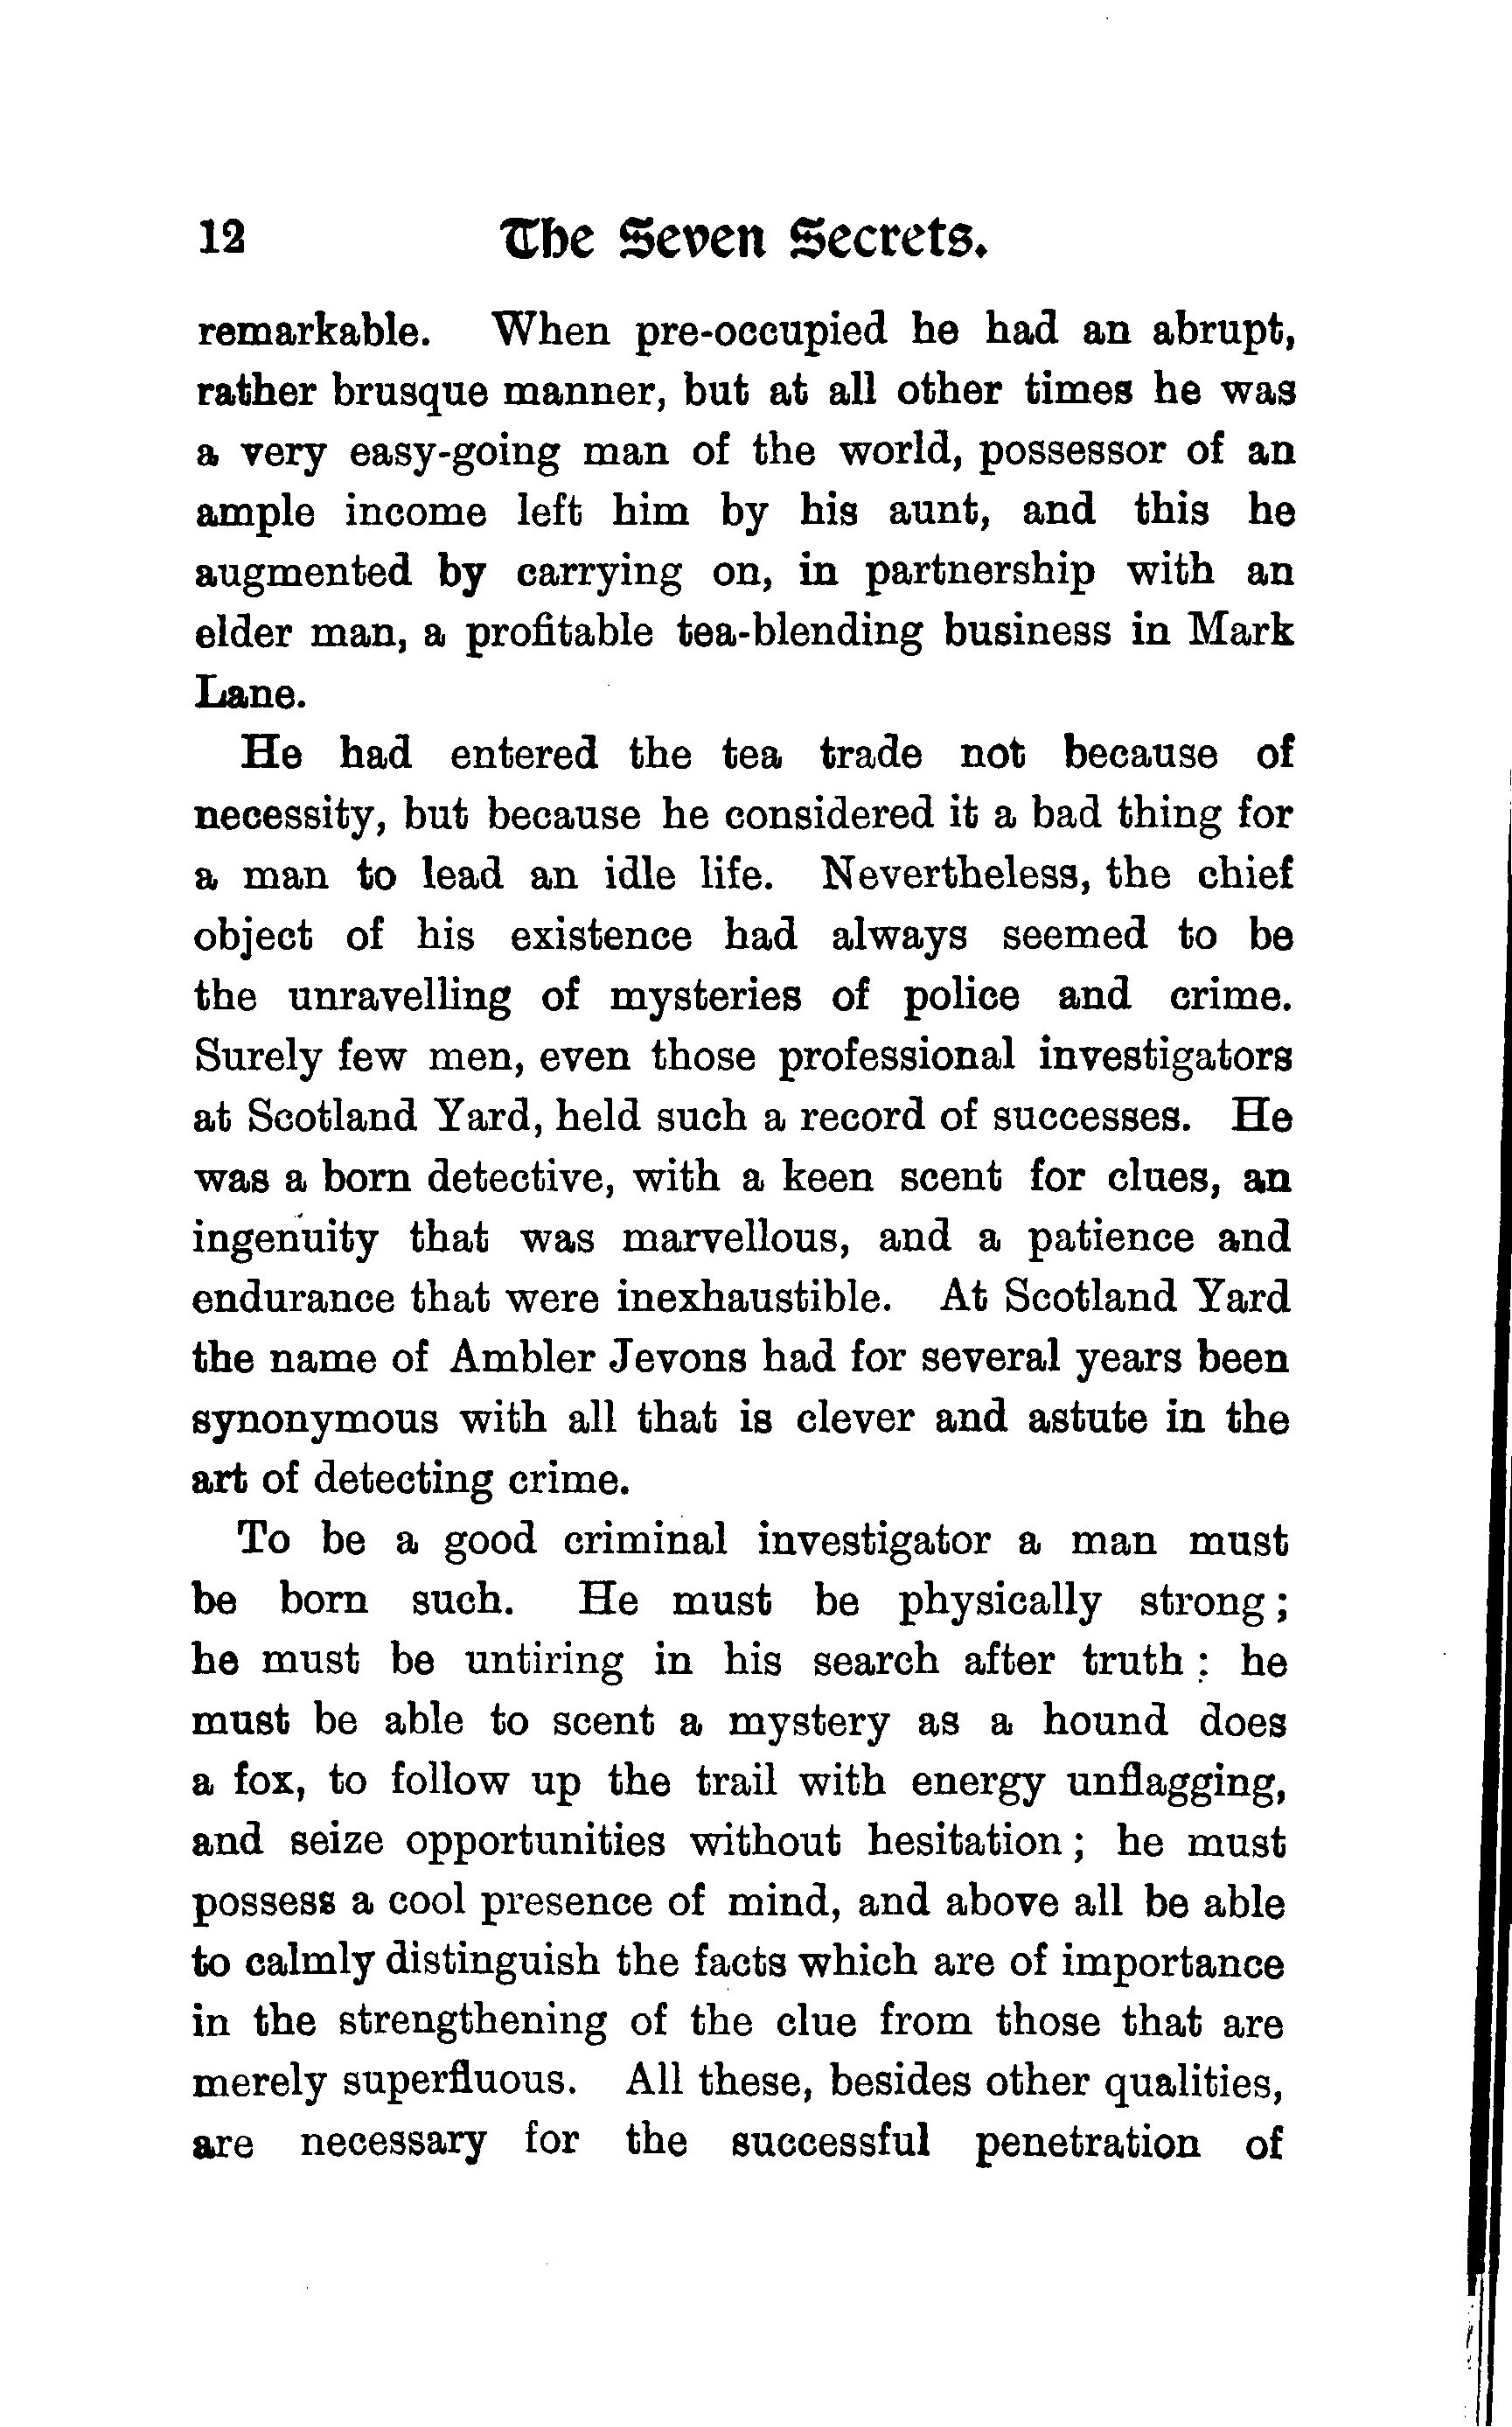 12 The Seven Secrets.
remarkable. When pre-occupied he had an abrupt,
rather brusque manner, but at all other times he was
a very easy-going man of the world, possessor of an
ample income left him by his aunt, and this he
augmented by carrying on, in partnership with an
elder man, a profitable tea-blending business in Mark
Lane.
He had entered the tea trade not because of
necessity, but because he considered it a bad thing for
a man to lead an idle life. Nevertheless, the chief
object of his existence had always seemed to be
the unravelling of mysteries of police and crime.
Surely few men, even those professional investigators
at Scotland Yard, held such a record of successes. He
was a born detective, with a keen scent for clues, an
ingenuity that was marvellous, and a patience and
endurance that were inexhaustible. At Scotland Yard
the name of Ambler Jevons had for several years been
synonymous with all that is clever and astute in the
art of detecting crime.
To be a good criminal investigator a man must
be born such. He must be physically strong;
he must be untiring in his search after truth; he
must be able to scent a mystery as a hound does
a fox, to follow up the trail with energy unflagging,
and seize opportunities without hesitation; he must
possess a cool presence of mind, and above all be able
to calmly distinguish the facts which are of importance
in the strengthening of the clue from those that are
merely superfluous. All these, besides other qualities,
are necessary for the successful penetration of